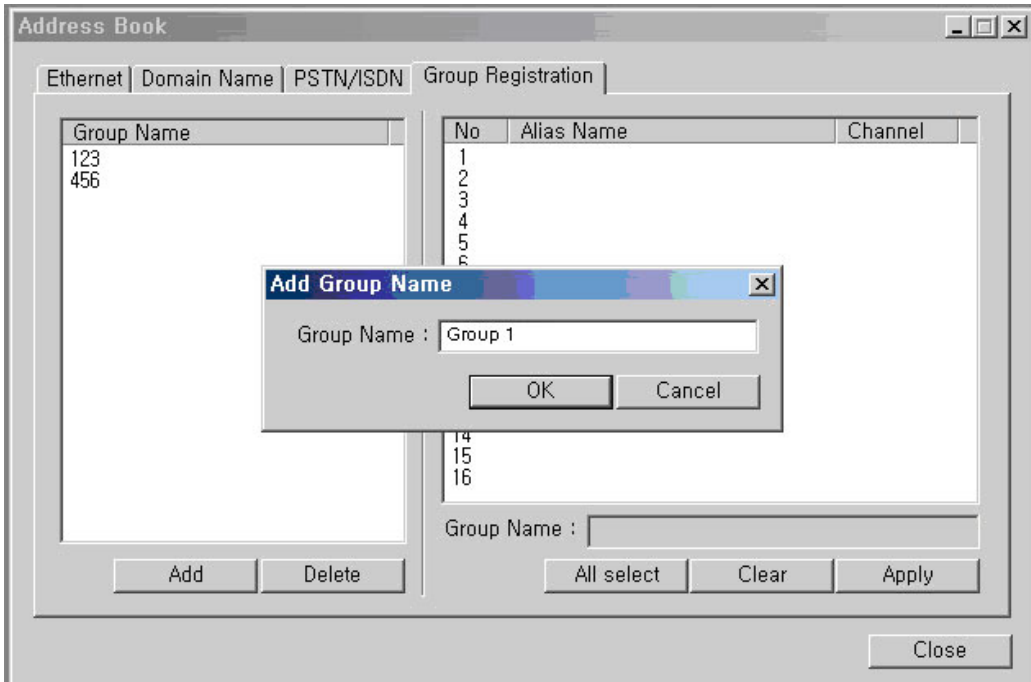 Address Book
Ethernet Domain Name PSTN/ISDN Group Registration
Group Name
123
456
No Alias Name Channel
1
2
3
4
5
6
Add Group Name
Group Name : Group 1
OK Cancel
14
15
16
Group Name :
Add Delete All select Clear Apply
Close